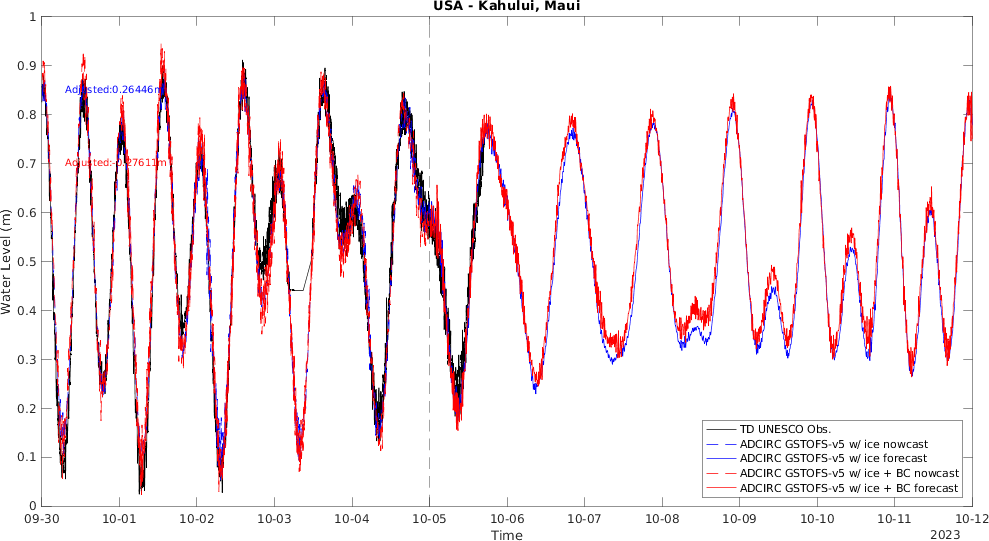 USA - Kahului, Maui
1
0.9
0.8
0.7
0.6
0.5
0.4
0.3
0.2
0.1
0
Water Level (m)
Adjusted:0.26446m
Adjusted:-0.27611m
TD UNESCO Obs.
ADCIRC GSTOFS-v5 w/ ice nowcast
ADCIRC GSTOFS-v5 w/ ice forecast
ADCIRC GSTOFS-v5 w/ ice + BC nowcast
ADCIRC GSTOFS-v5 w/ ice + BC forecast
09-30 10-01 10-02 10-03 10-04 10-05 10-06 10-07 10-08 10-09 10-10 10-11 10-12
Time
2023